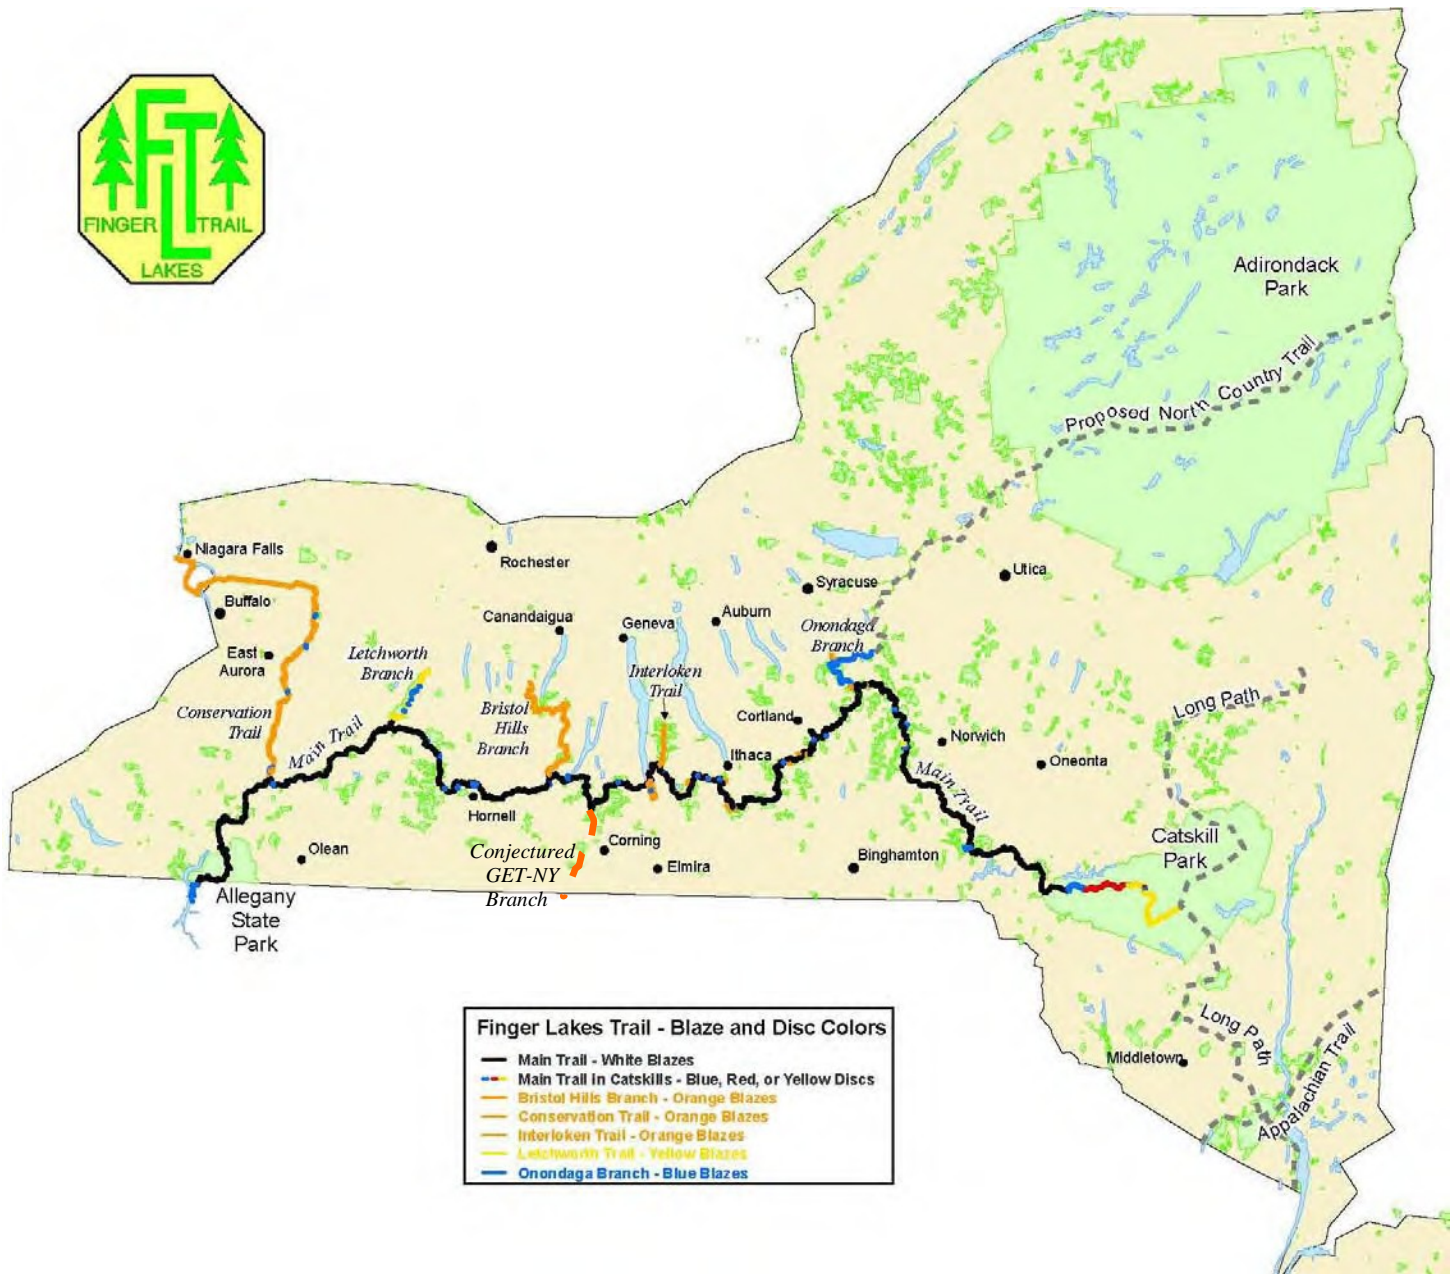 FINGER TRAIL
LAKES
Adirondack
Park
Proposed North Country Trail
Niagara Falls
Rochester
Utica
Syracuse
Buffalo
Canandaigua
Geneva
Auburn
Onondaga
Branch
East
Aurora
Letchworth
Branch
Interloken
Trail
Long Path
Conservation
Trail
Main Trail
Bristol
Hills
Branch
Cortland
Norwich
Ithaca
Oneonta
Main Trail
Hornell
Corning
Catskill
Park
Olean
Conjectured
GET-NY
Branch
Elmira
Binghamton
Allegany
State
Park
Long Path
Middletown
Appalachian Trail
Finger Lakes Trail - Blaze and Disc Colors
Main Trail - White Blazes
Main Trail in Catskills - Blue, Red, or Yellow Discs
Bristol Hills Branch - Orange Blazes
Conservation Trail - Orange Blazes
Interloken Trail - Orange Blazes
Letchworth Trail - Yellow Blazes
Onondaga Branch - Blue Blazes